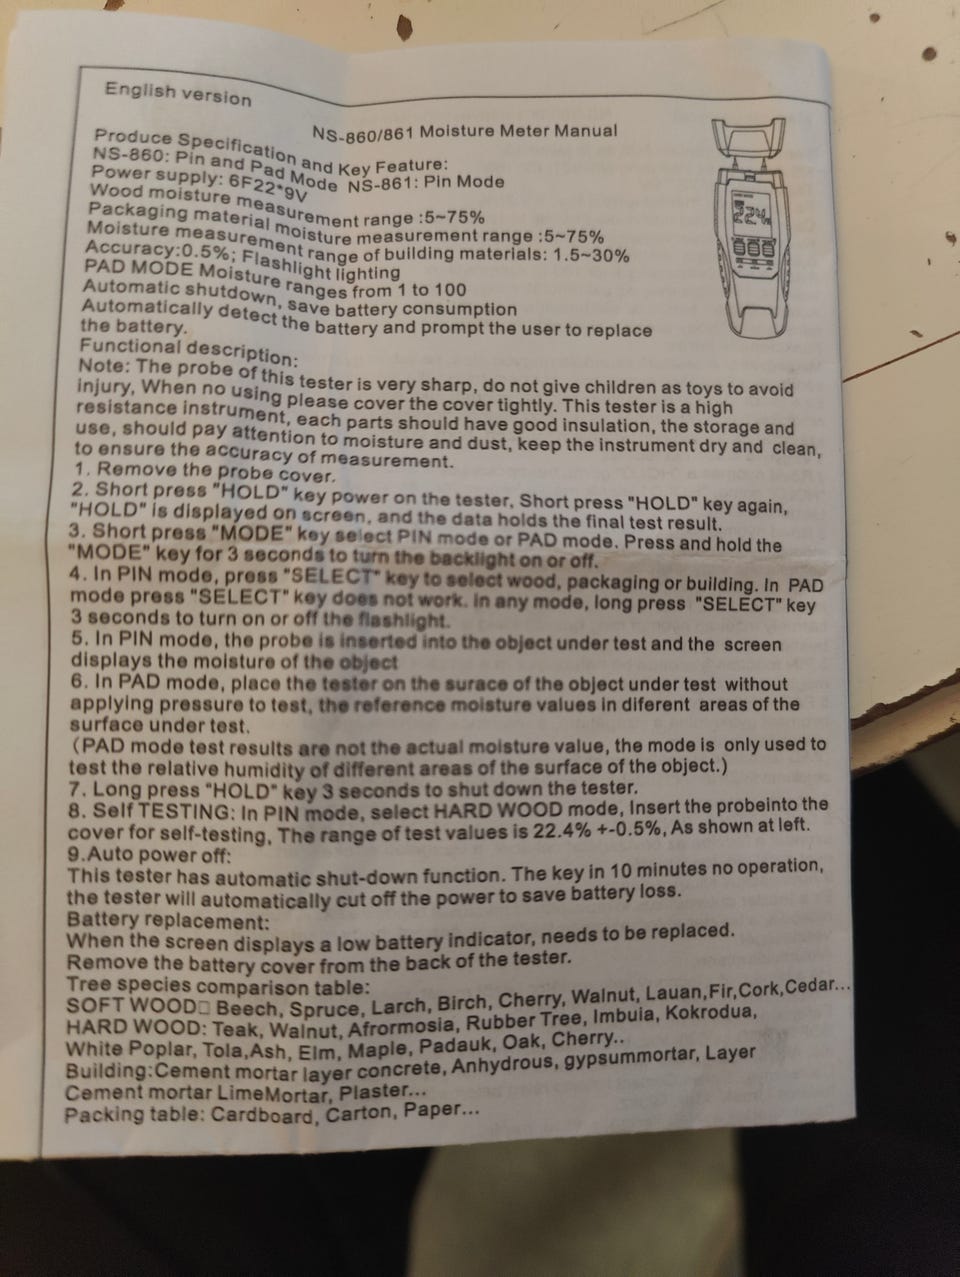 English version
NS-860/861 Moisture Meter Manual
Produce Specification and Key Feature:
NS-860: Pin and Pad Mode NS-861: Pin Mode
Power supply: 6F22*9V
Wood moisture measurement range :5~75%
Packaging material moisture measurement range :5~75%
Moisture measurement range of building materials: 1.5~30%
Accuracy:0.5%; Flashlight lighting
PAD MODE Moisture ranges from 1 to 100
Automatic shutdown, save battery consumption
Automatically detect the battery and prompt the user to replace
the battery.
Functional description:
Note: The probe of this tester is very sharp, do not give children as toys to avoid
injury, When no using please cover the cover tightly. This tester is a high
resistance instrument, each parts should have good insulation, the storage and
use, should pay attention to moisture and dust, keep the instrument dry and clean,
to ensure the accuracy of measurement.
1. Remove the probe cover.
2. Short press "HOLD" key power on the tester, Short press "HOLD" key again,
"HOLD" is displayed on screen, and the data holds the final test result.
3. Short press "MODE" key select PIN mode or PAD mode. Press and hold the
"MODE" key for 3 seconds to turn the backlight on or off.
4. In PIN mode, press "SELECT" key to select wood, packaging or building. In PAD
mode press "SELECT" key does not work. In any mode, long press "SELECT" key
3 seconds to turn on or off the flashlight.
5. In PIN mode, the probe is inserted into the object under test and the screen
displays the moisture of the object
6. In PAD mode, place the tester on the surace of the object under test without
applying pressure to test, the reference moisture values in diferent areas of the
surface under test.
(PAD mode test results are not the actual moisture value, the mode is only used to
test the relative humidity of different areas of the surface of the object.)
7. Long press "HOLD" key 3 seconds to shut down the tester.
8. Self TESTING: In PIN mode, select HARD WOOD mode, Insert the probeinto the
cover for self-testing, The range of test values is 22.4% +-0.5%, As shown at left.
9.Auto power off:
This tester has automatic shut-down function. The key in 10 minutes no operation,
the tester will automatically cut off the power to save battery loss.
Battery replacement:
When the screen displays a low battery indicator, needs to be replaced.
Remove the battery cover from the back of the tester.
Tree species comparison table:
SOFT WOOD□ Beech, Spruce, Larch, Birch, Cherry, Walnut, Lauan,Fir,Cork,Cedar...
HARD WOOD: Teak, Walnut, Afrormosia, Rubber Tree, Imbuia, Kokrodua,
White Poplar, Tola,Ash, Elm, Maple, Padauk, Oak, Cherry..
Building:Cement mortar layer concrete, Anhydrous, gypsummortar, Layer
Cement mortar LimeMortar, Plaster...
Packing table: Cardboard, Carton, Paper...
22.4%